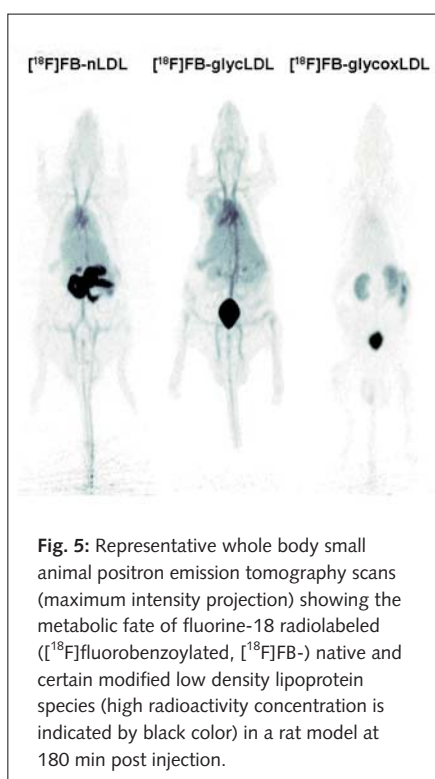 [¹⁸F]FB-nLDL [¹⁸F]FB-glycLDL [¹⁸F]FB-glycoxLDL
Fig. 5: Representative whole body small
animal positron emission tomography scans
(maximum intensity projection) showing the
metabolic fate of fluorine-18 radiolabeled
([¹⁸F]fluorobenzoylated, [¹⁸F]FB-) native and
certain modified low density lipoprotein
species (high radioactivity concentration is
indicated by black color) in a rat model at
180 min post injection.